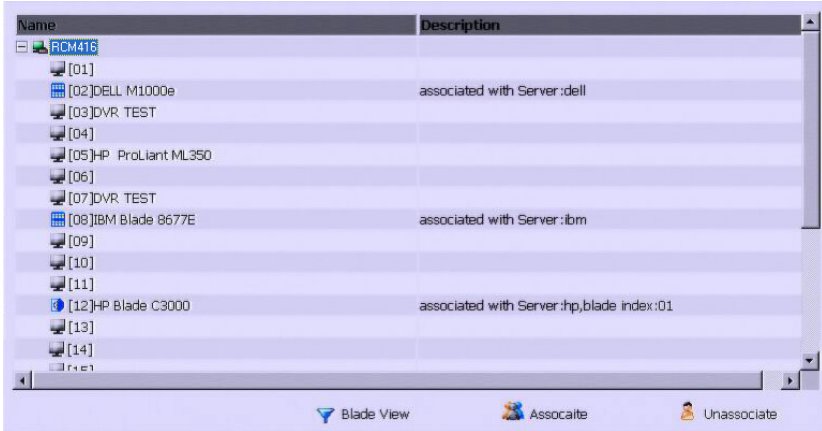 Name Description
RCM416
[01]
[02]DELL M1000e associated with Server:dell
[03]DVR TEST
[04]
[05]HP ProLiant ML350
[06]
[07]DVR TEST
[08]IBM Blade 8677E associated with Server:ibm
[09]
[10]
[11]
[12]HP Blade C3000 associated with Server:hp,blade index:01
[13]
[14]
Blade View Assocaite Unassociate